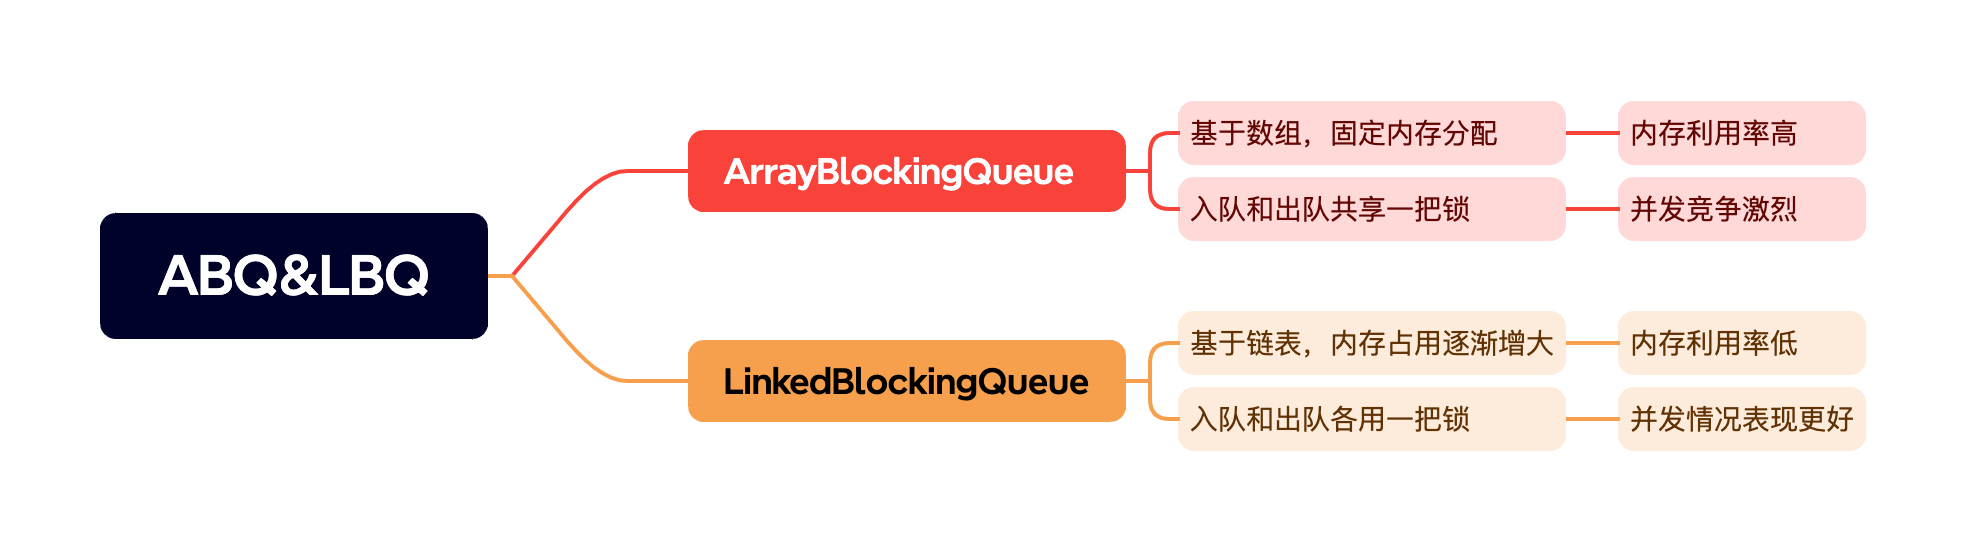 ABQ&LBQ
ArrayBlockingQueue
基于数组，固定内存分配
内存利用率高
入队和出队共享一把锁
并发竞争激烈
LinkedBlockingQueue
基于链表，内存占用逐渐增大
内存利用率低
入队和出队各用一把锁
并发情况表现更好